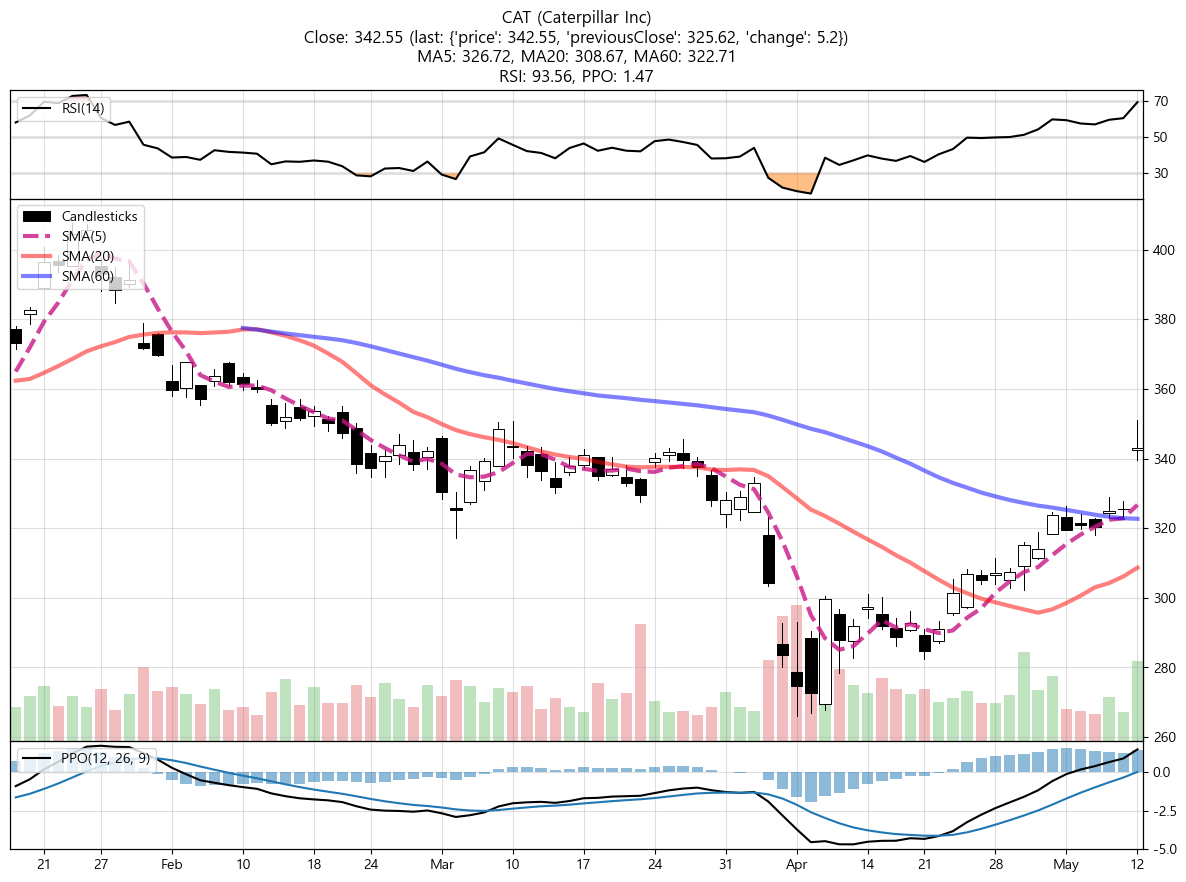 CAT (Caterpillar Inc)
Close: 342.55 (last: {'price': 342.55, 'previousClose': 325.62, 'change': 5.2})
MA5: 326.72, MA20: 308.67, MA60: 322.71
RSI: 93.56, PPO: 1.47
RSI(14)
70
50
30
Candlesticks
SMA(5)
SMA(20)
SMA(60)
400
380
360
340
320
300
280
260
PPO(12, 26, 9)
0.0
-2.5
-5.0
21 27 Feb 10 18 24 Mar 10 17 24 31 Apr 14 21 28 May 12